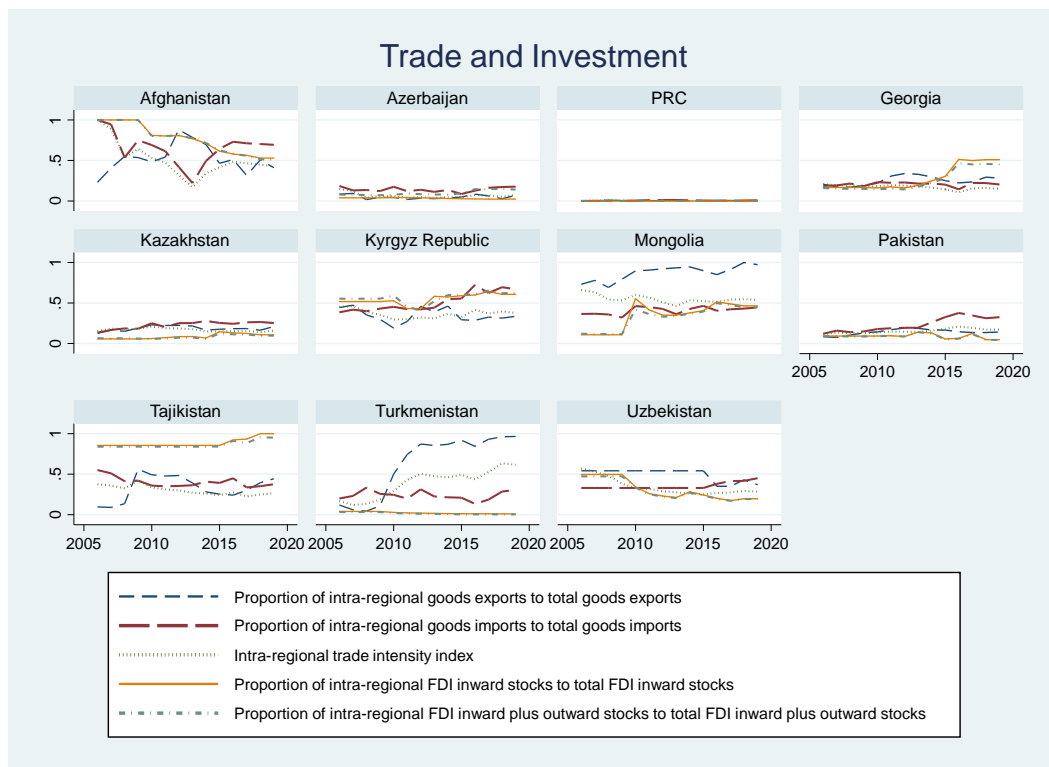 Trade and Investment
Afghanistan
Azerbaijan
PRC
Georgia
0
.5
1
Kazakhstan
Kyrgyz Republic
Mongolia
Pakistan
0
.5
1
2005 2010 2015 2020
Tajikistan
Turkmenistan
Uzbekistan
0
.5
1
2005 2010 2015 2020
2005 2010 2015 2020
2005 2010 2015 2020
Proportion of intra-regional goods exports to total goods exports
Proportion of intra-regional goods imports to total goods imports
Intra-regional trade intensity index
Proportion of intra-regional FDI inward stocks to total FDI inward stocks
Proportion of intra-regional FDI inward plus outward stocks to total FDI inward plus outward stocks